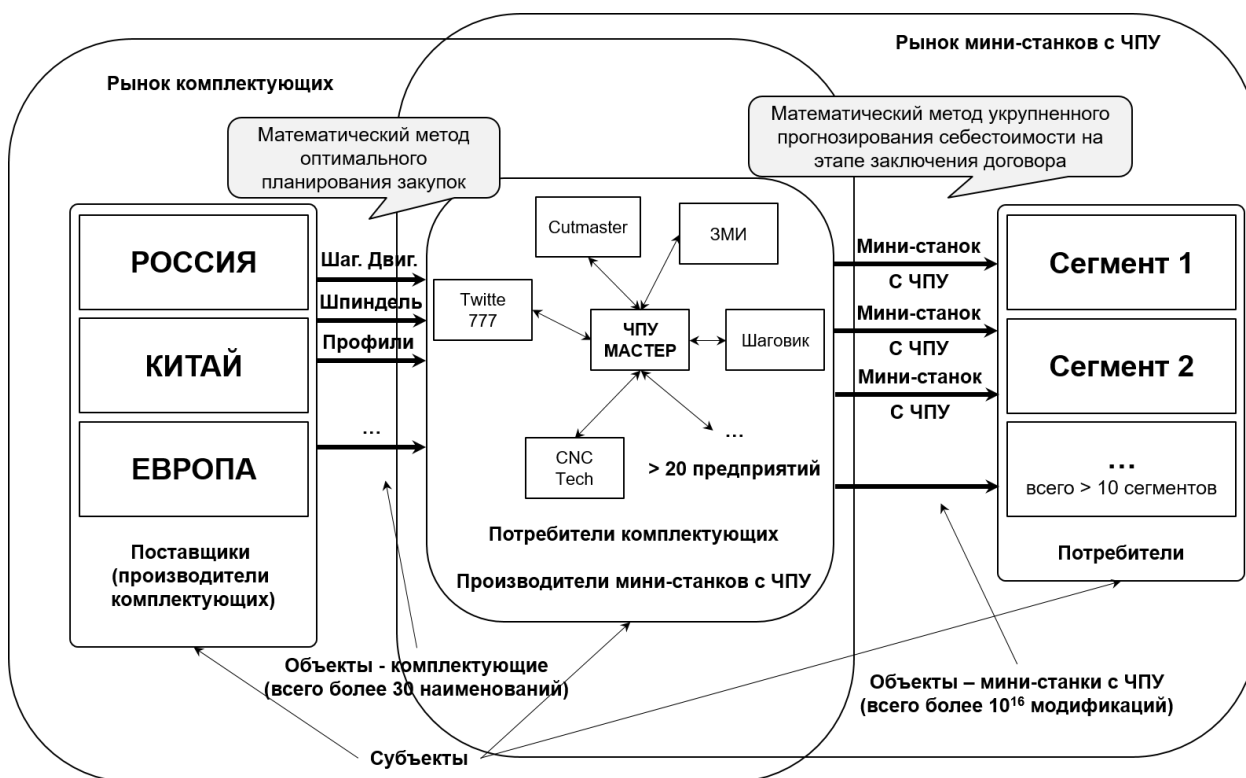 Рынок мини-станков с ЧПУ
Рынок комплектующих
Математический метод
оптимального
планирования закупок
Математический метод укрупненного
прогнозирования себестоимости на
этапе заключения договора
РОССИЯ
КИТАЙ
ЕВРОПА
Поставщики
(производители
комплектующих)
Шаг. Двиг.
Шпиндель
Профили
...
Cutmaster
ЗМИ
Twitte
777
ЧПУ
МАСТЕР
Шаговик
CNC
Tech
...
> 20 предприятий
Потребители комплектующих
Производители мини-станков с ЧПУ
Мини-станок
С ЧПУ
Мини-станок
С ЧПУ
Мини-станок
С ЧПУ
Сегмент 1
Сегмент 2
...
всего > 10 сегментов
Потребители
Объекты - комплектующие
(всего более 30 наименований)
Объекты – мини-станки с ЧПУ
(всего более 10¹⁶ модификаций)
Субъекты